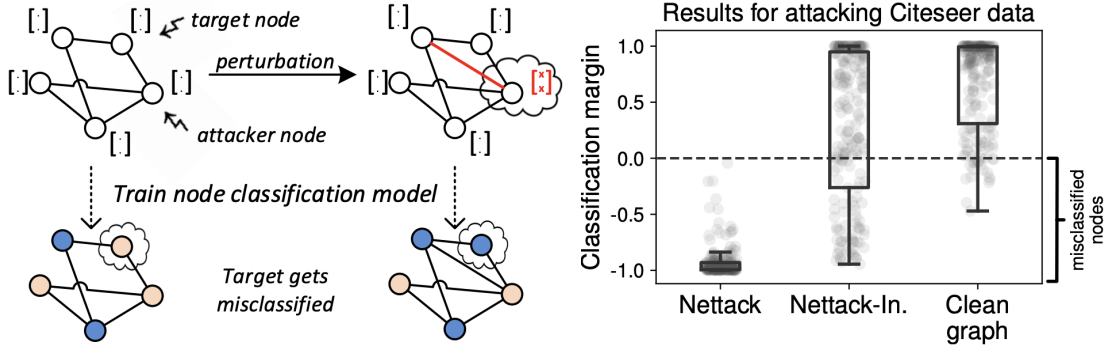 target node
perturbation
attacker node
[x x]
Train node classification model
Target gets
misclassified
Results for attacking Citeseer data
Classification margin
1.0
0.5
0.0
-0.5
-1.0
Nettack
Nettack-In.
Clean
graph
misclassified
nodes